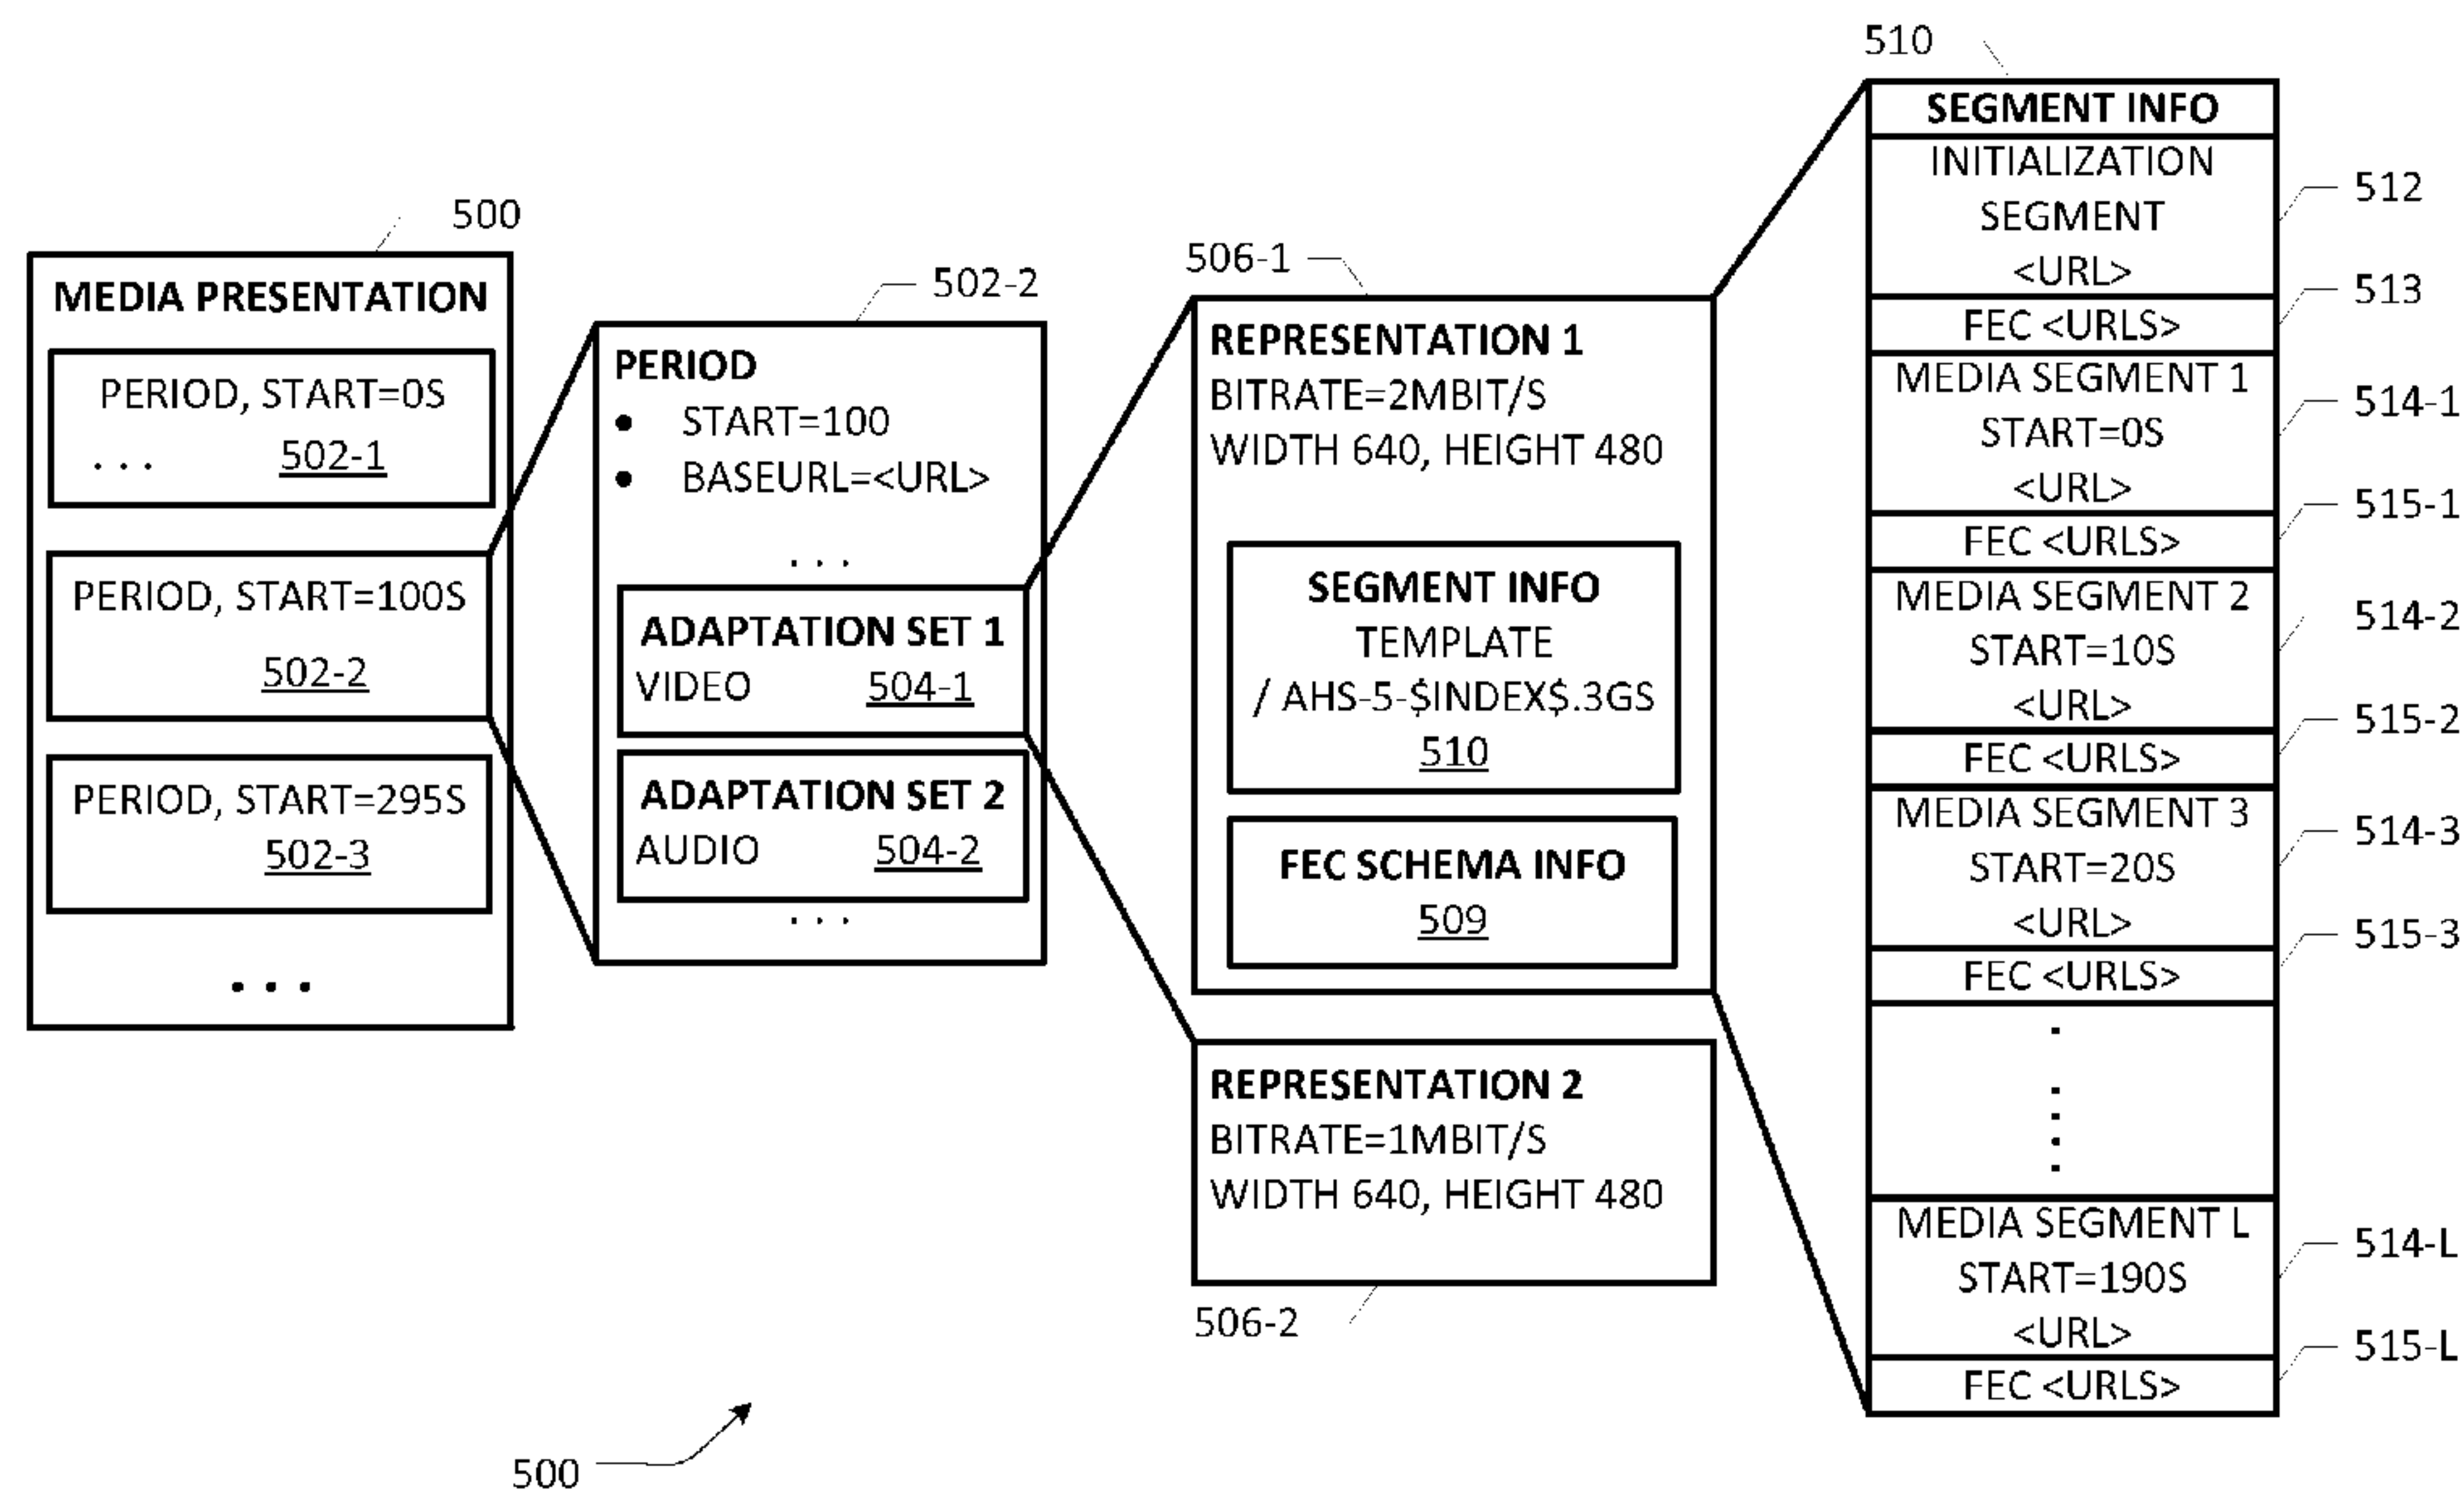 500
MEDIA PRESENTATION
PERIOD, START=0S
. . . 502-1
PERIOD, START=100S
502-2
PERIOD, START=295S
502-3
. . .
502-2
PERIOD
• START=100
• BASEURL=<URL>
. . .
ADAPTATION SET 1
VIDEO 504-1
ADAPTATION SET 2
AUDIO 504-2
. . .
506-1
REPRESENTATION 1
BITRATE=2MBIT/S
WIDTH 640, HEIGHT 480
SEGMENT INFO
TEMPLATE
/ AHS-5-$INDEX$.3GS
510
FEC SCHEMA INFO
509
REPRESENTATION 2
BITRATE=1MBIT/S
WIDTH 640, HEIGHT 480
506-2
510
SEGMENT INFO
INITIALIZATION
SEGMENT
<URL>
512
FEC <URLS>
513
MEDIA SEGMENT 1
START=0S
<URL>
514-1
FEC <URLS>
515-1
MEDIA SEGMENT 2
START=10S
<URL>
514-2
FEC <URLS>
515-2
MEDIA SEGMENT 3
START=20S
<URL>
514-3
FEC <URLS>
515-3
MEDIA SEGMENT L
START=190S
<URL>
514-L
FEC <URLS>
515-L
500